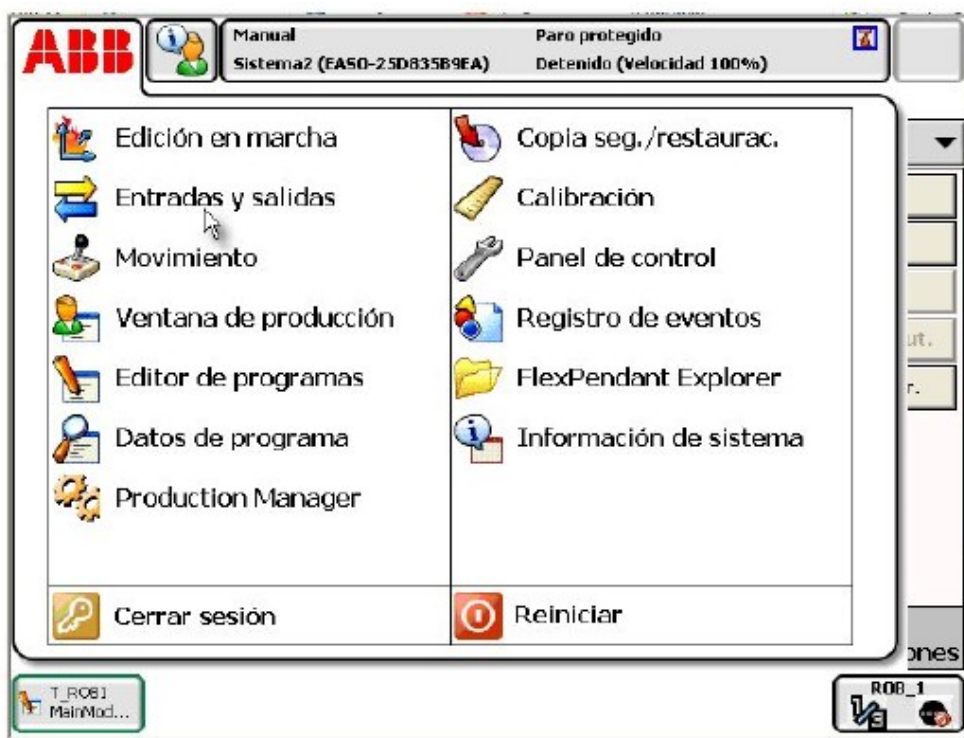 ABB
Manual
Sistema2 (EASO-25D835B9EA)
Paro protegido
Detenido (Velocidad 100%)
Edición en marcha
Entradas y salidas
Movimiento
Ventana de producción
Editor de programas
Datos de programa
Production Manager
Copia seg./restaurac.
Calibración
Panel de control
Registro de eventos
FlexPendant Explorer
Información de sistema
Cerrar sesión
Reiniciar
ut.
r.
ones
T_ROB1
MainMod...
ROB_1